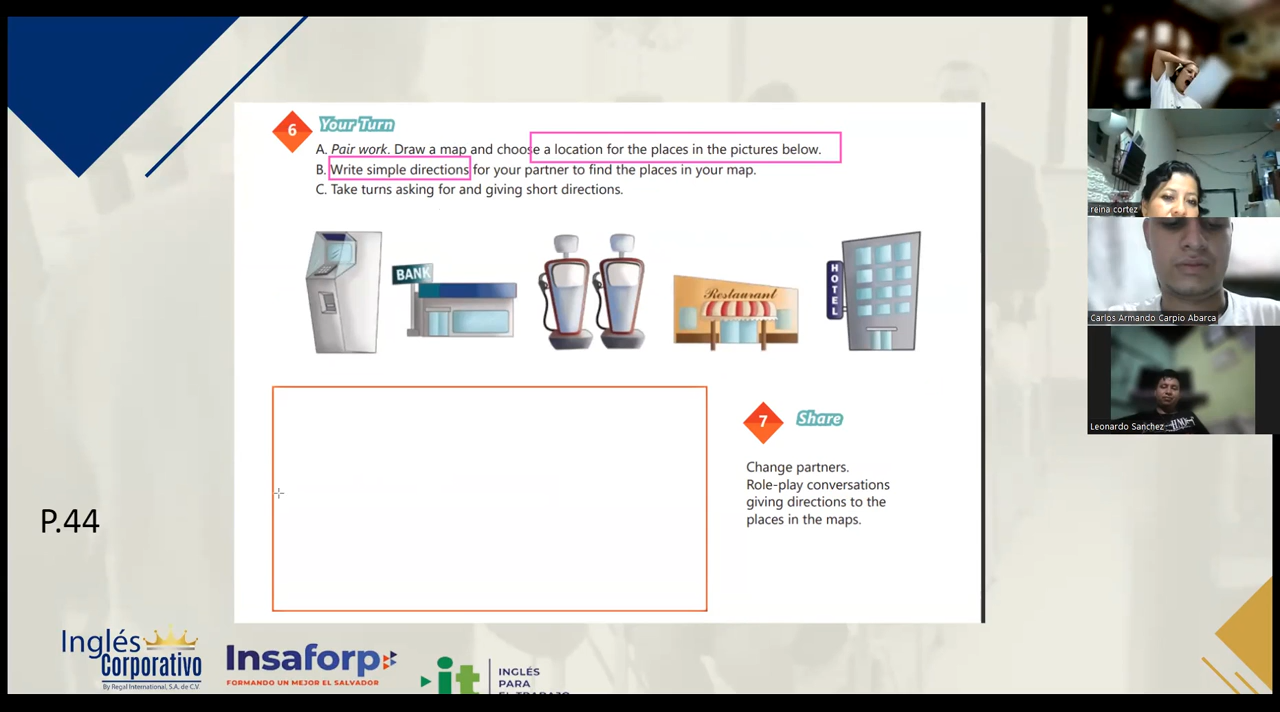 6 Your Turn
A. Pair work. Draw a map and choose a location for the places in the pictures below.
B. Write simple directions for your partner to find the places in your map.
C. Take turns asking for and giving short directions.
BANK
Restaurant
HOTEL
7 Share
Change partners.
Role-play conversations
giving directions to the
places in the maps.
P.44
Inglés
Corporativo
By Regal International, S.A. de C.V.
Insaforp
FORMANDO UN MEJOR EL SALVADOR
it
INGLÉS
PARA
EL TRABAJO
reina cortez
Carlos Armando Carpio Abarca
Leonardo Sanchez